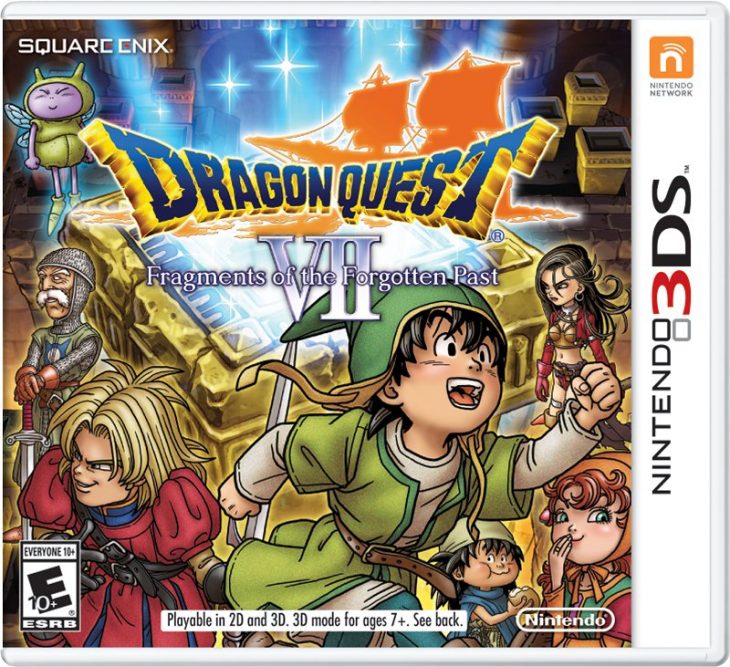 SQUARE ENIX®
NINTENDO
NETWORK
DRAGON QUEST®
VII
Fragments of the Forgotten Past
NINTENDO 3DS™
EVERYONE 10+
E
10+
ESRB
Playable in 2D and 3D. 3D mode for ages 7+. See back.
Nintendo®